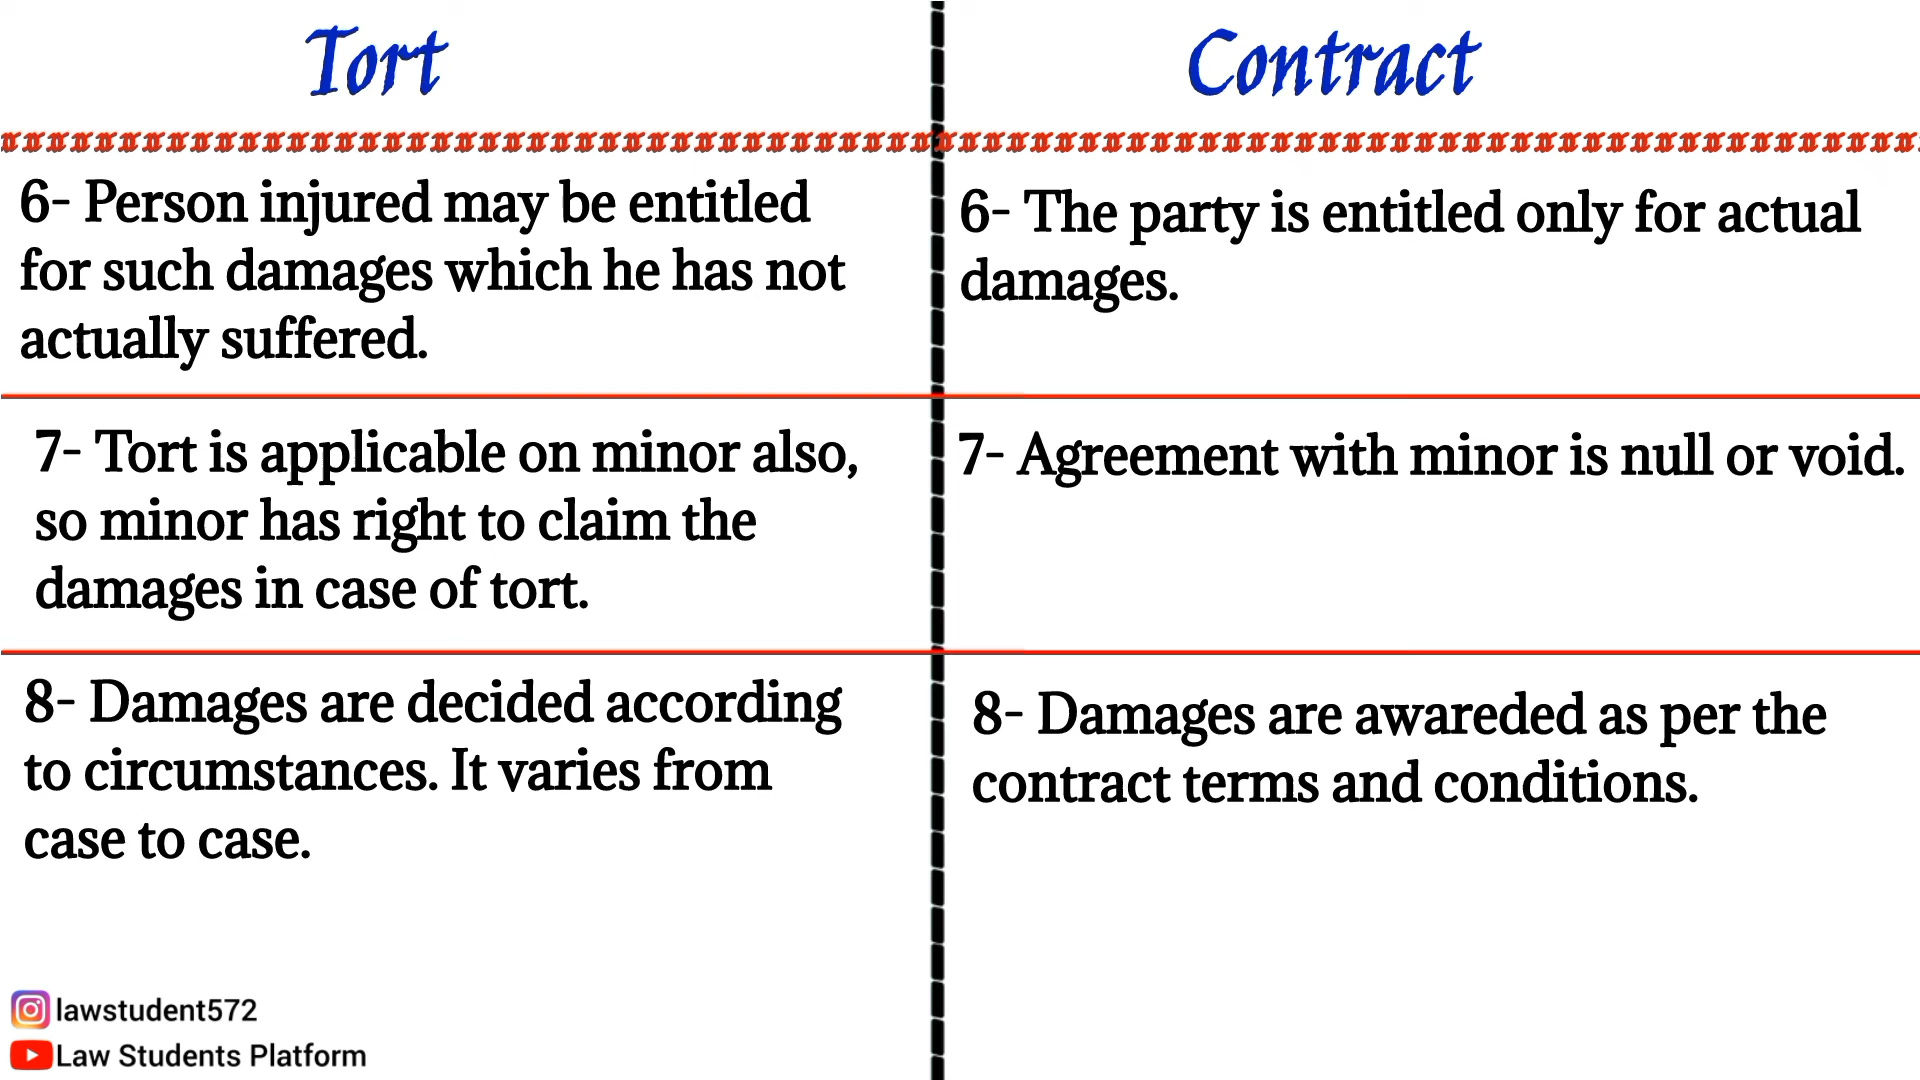 Tort
Contract
6- Person injured may be entitled
for such damages which he has not
actually suffered.
6- The party is entitled only for actual
damages.
7- Tort is applicable on minor also,
so minor has right to claim the
damages in case of tort.
7- Agreement with minor is null or void.
8- Damages are decided according
to circumstances. It varies from
case to case.
8- Damages are awareded as per the
contract terms and conditions.
lawstudent572
Law Students Platform